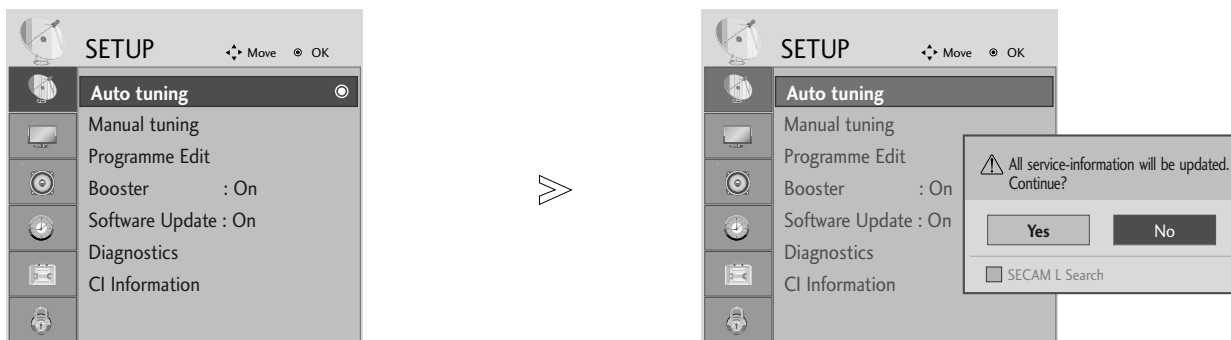 SETUP Move OK
Auto tuning
Manual tuning
Programme Edit
Booster : On
Software Update : On
Diagnostics
CI Information
SETUP Move OK
Auto tuning
Manual tuning
Programme Edit
Booster : On
Software Update : On
Diagnostics
CI Information
All service-information will be updated.
Continue?
Yes No
SECAM L Search